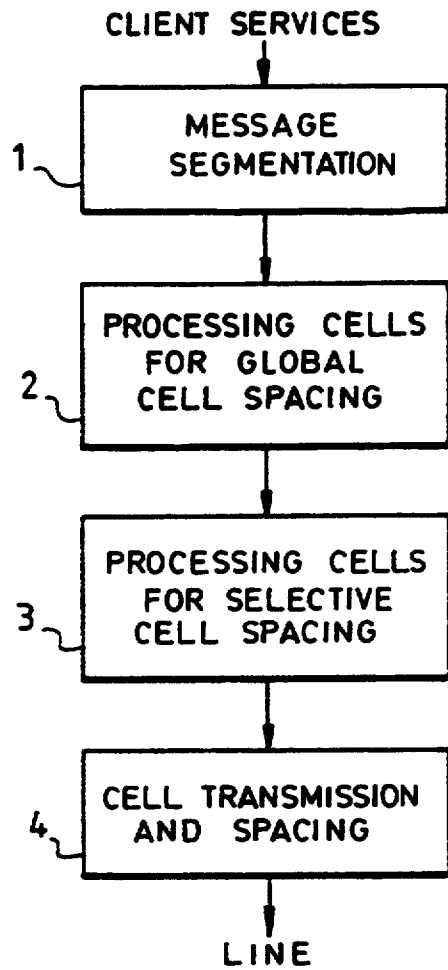 CLIENT SERVICES
1
MESSAGE
SEGMENTATION
2
PROCESSING CELLS
FOR GLOBAL
CELL SPACING
3
PROCESSING CELLS
FOR SELECTIVE
CELL SPACING
4
CELL TRANSMISSION
AND SPACING
LINE